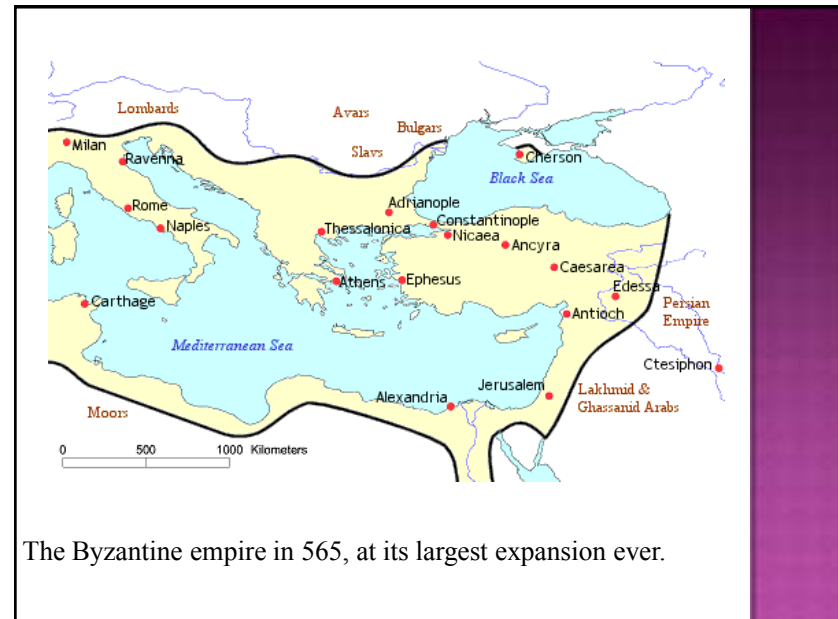 Lombards
Avars
Bulgars
Slavs
Milan
Ravenna
Cherson
Black Sea
Rome
Naples
Adrianople
Constantinople
Thessalonica
Nicaea
Ancyra
Caesarea
Athens
Ephesus
Edessa
Carthage
Antioch
Persian
Empire
Mediterranean Sea
Ctesiphon
Jerusalem
Alexandria
Lakhmid &
Ghassanid Arabs
Moors
0 500 1000 Kilometers
The Byzantine empire in 565, at its largest expansion ever.